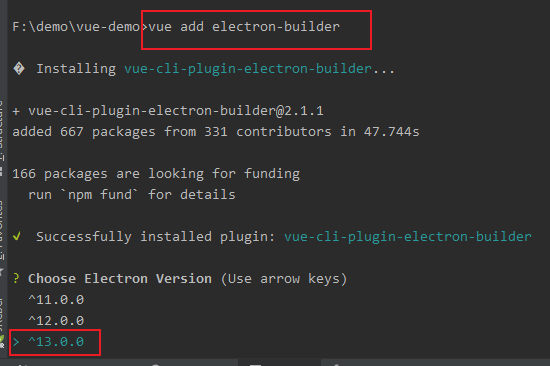 F:\demo\vue-demo>vue add electron-builder
� Installing vue-cli-plugin-electron-builder...
+ vue-cli-plugin-electron-builder@2.1.1
added 667 packages from 331 contributors in 47.744s
166 packages are looking for funding
run `npm fund` for details
√ Successfully installed plugin: vue-cli-plugin-electron-builder
? Choose Electron Version (Use arrow keys)
^11.0.0
^12.0.0
> ^13.0.0